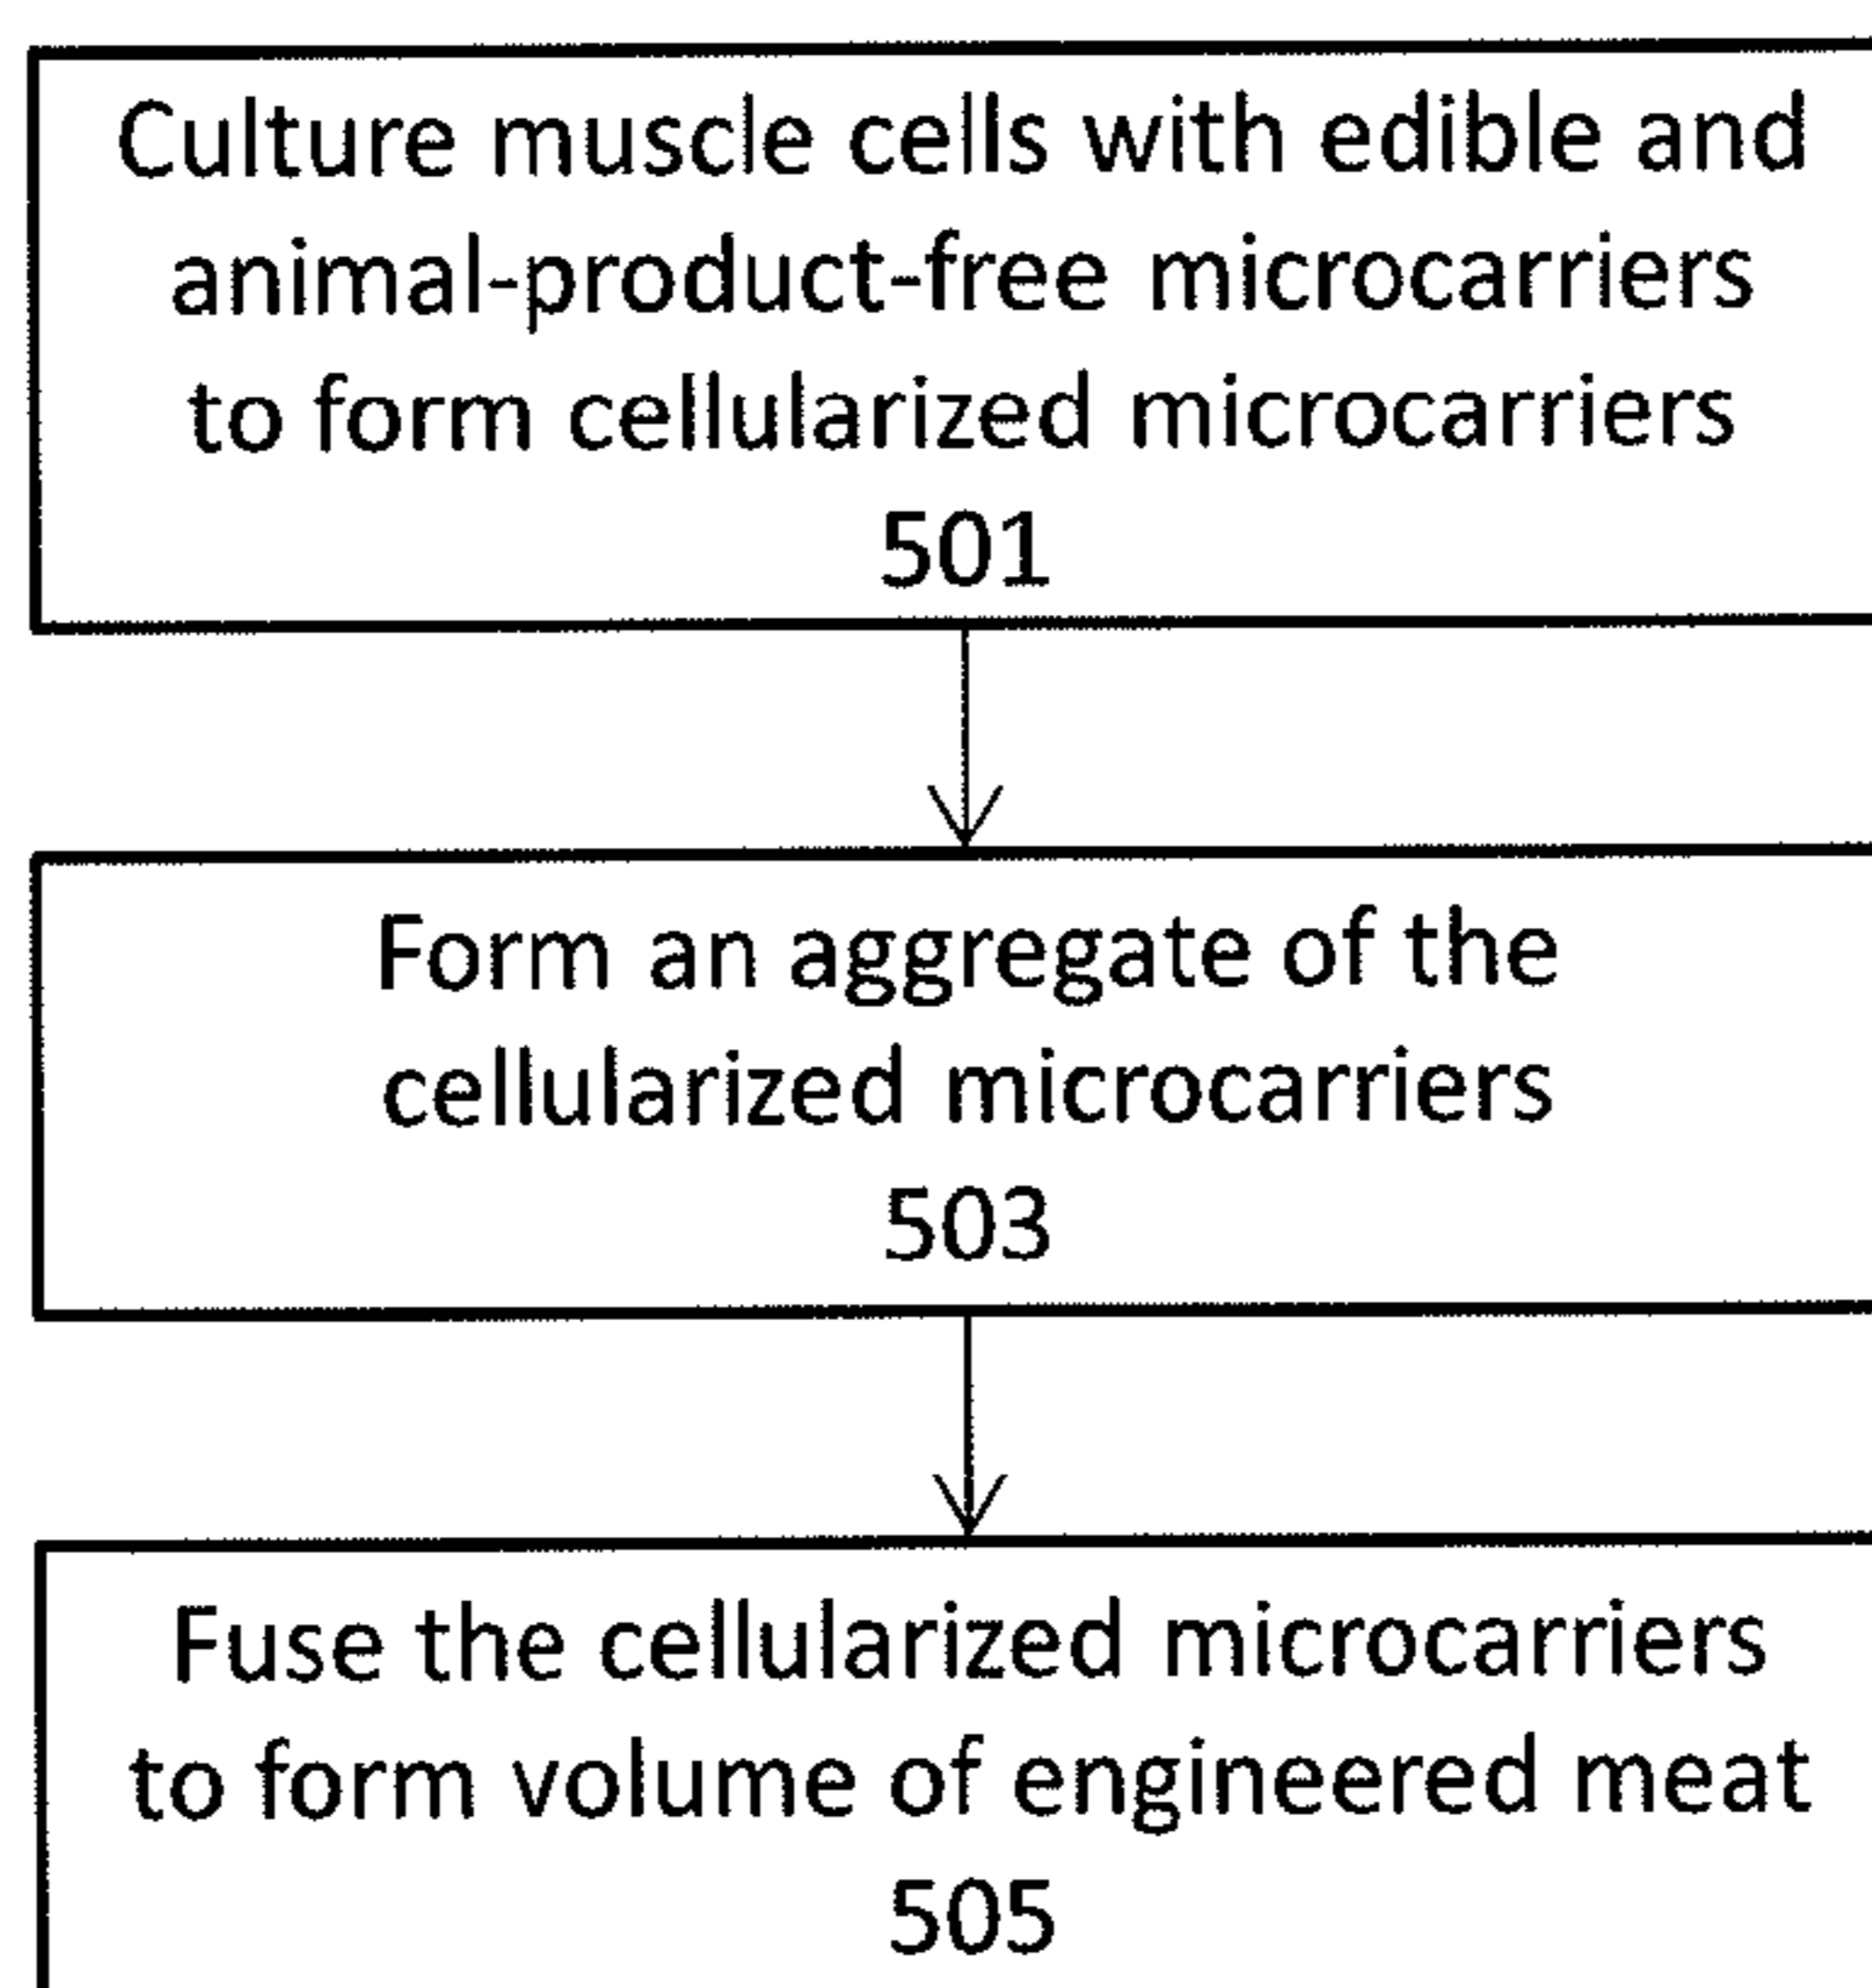 Culture muscle cells with edible and
animal-product-free microcarriers
to form cellularized microcarriers
501
Form an aggregate of the
cellularized microcarriers
503
Fuse the cellularized microcarriers
to form volume of engineered meat
505